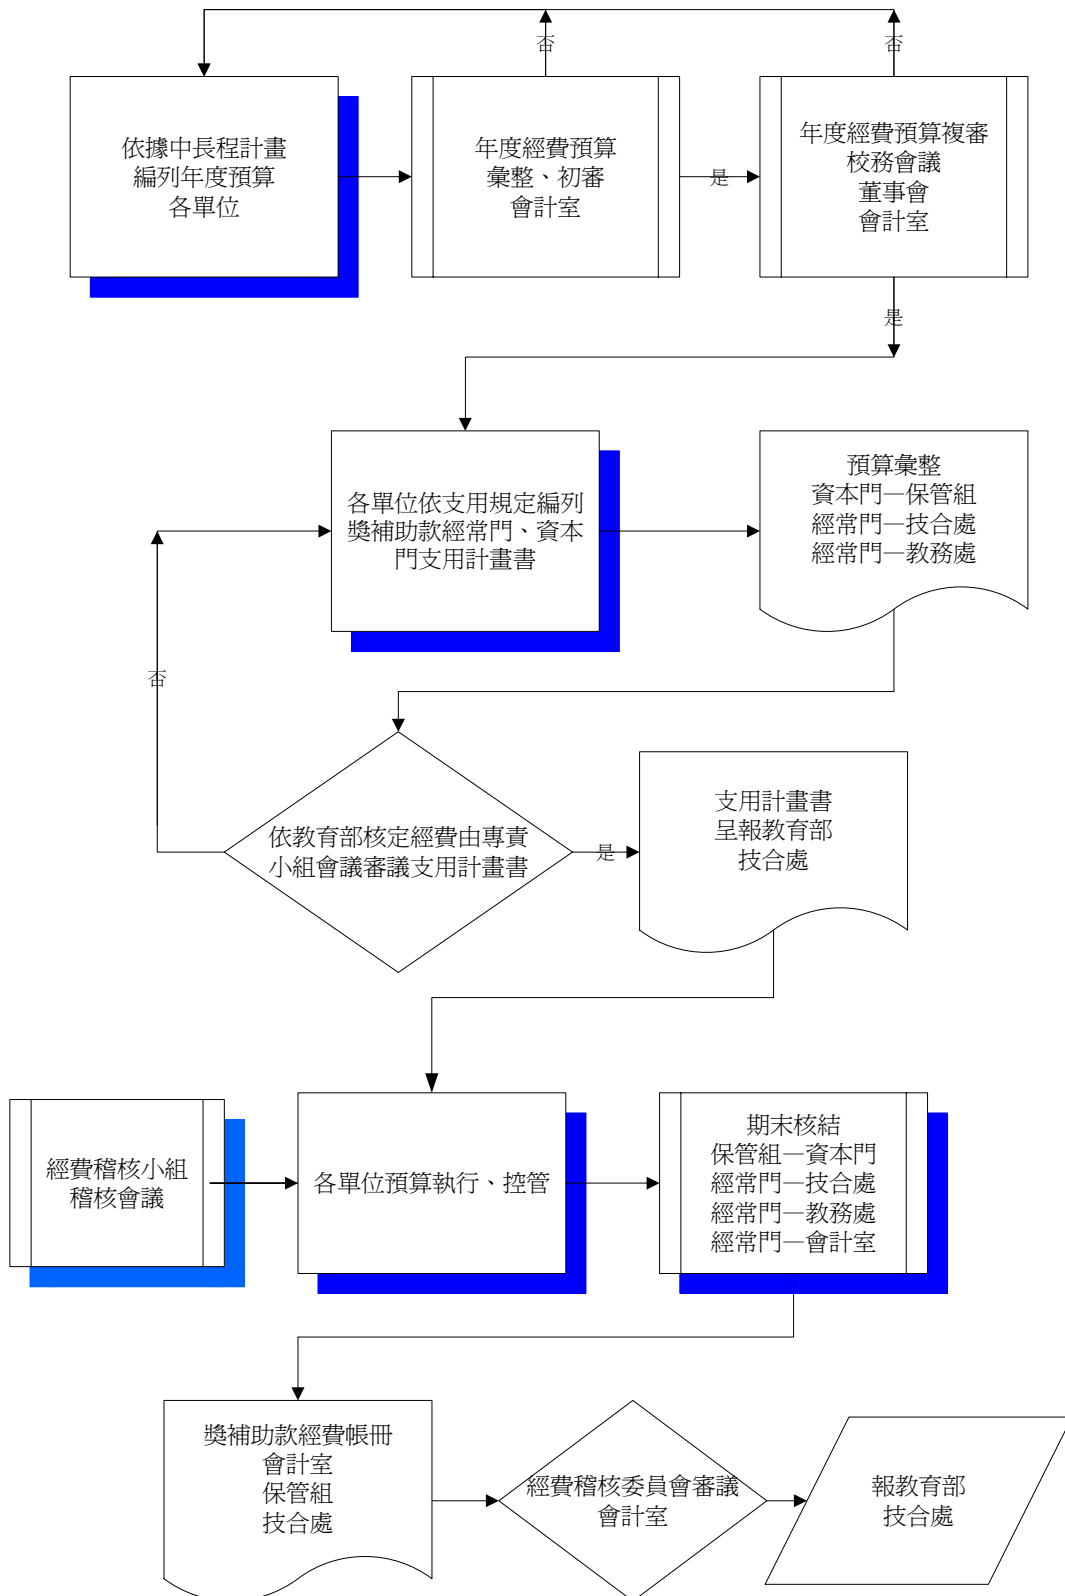 否
否
依據中長程計畫
編列年度預算
各單位
年度經費預算
彙整、初審
會計室
是
年度經費預算複審
校務會議
董事會
會計室
是
各單位依支用規定編列
獎補助款經常門、資本
門支用計畫書
預算彙整
資本門—保管組
經常門—技合處
經常門—教務處
否
依教育部核定經費由專責
小組會議審議支用計畫書
是
支用計畫書
呈報教育部
技合處
經費稽核小組
稽核會議
各單位預算執行、控管
期末核結
保管組—資本門
經常門—技合處
經常門—教務處
經常門—會計室
獎補助款經費帳冊
會計室
保管組
技合處
經費稽核委員會審議
會計室
報教育部
技合處